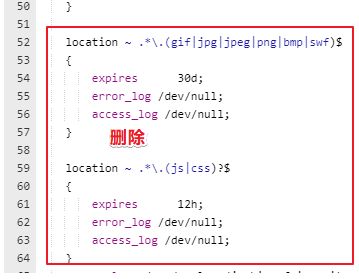 50 }
51
52 location ~ .*\.(gif|jpg|jpeg|png|bmp|swf)$
53 {
54 expires 30d;
55 error_log /dev/null;
56 access_log /dev/null;
57 }
删除
58
59 location ~ .*\.(js|css)?$
60 {
61 expires 12h;
62 error_log /dev/null;
63 access_log /dev/null;
64 }